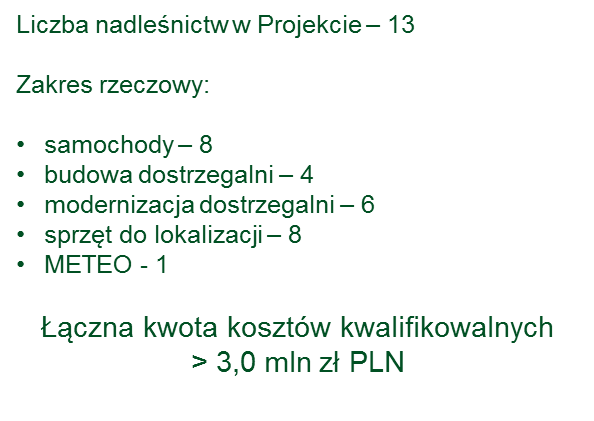 Liczba nadleśnictw w Projekcie – 13
Zakres rzeczowy:
• samochody – 8
• budowa dostrzegalni – 4
• modernizacja dostrzegalni – 6
• sprzęt do lokalizacji – 8
• METEO - 1
Łączna kwota kosztów kwalifikowalnych
> 3,0 mln zł PLN